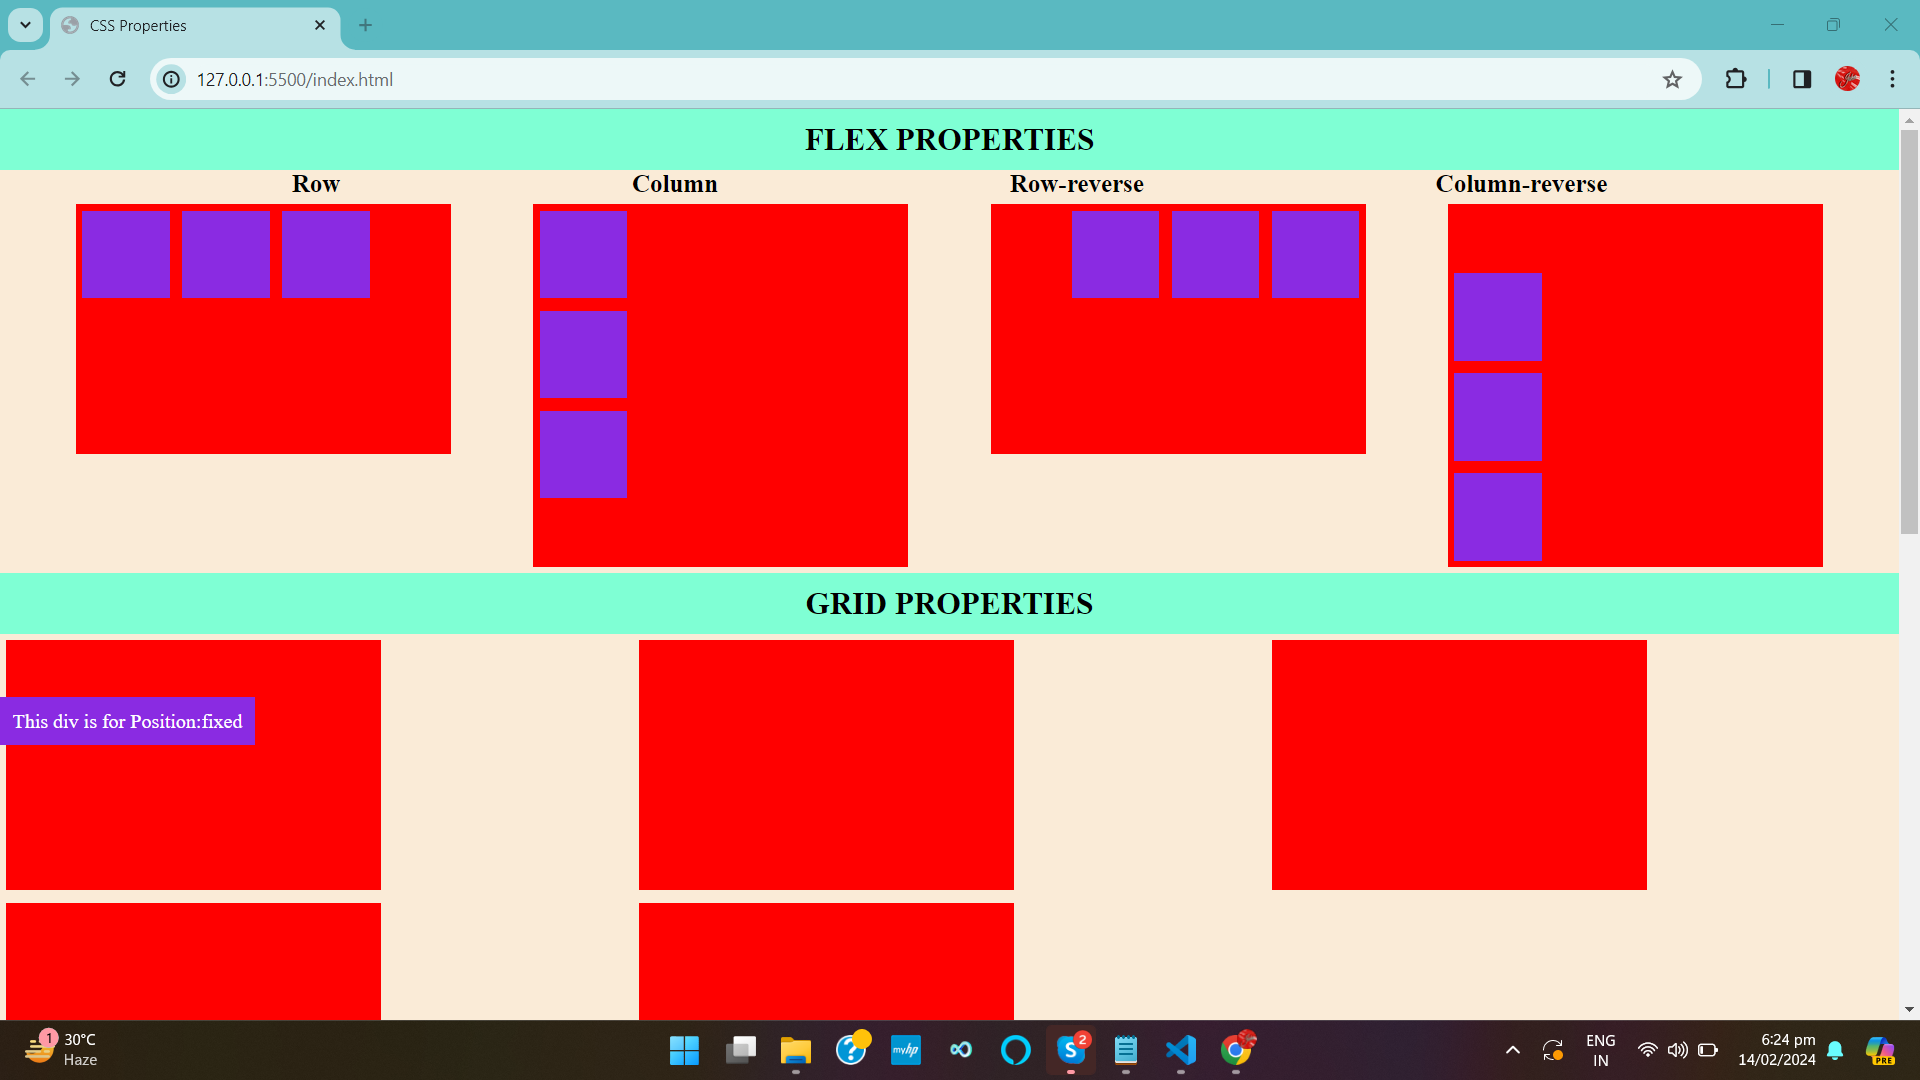 CSS Properties
127.0.0.1:5500/index.html
FLEX PROPERTIES
Row Column Row-reverse Column-reverse
GRID PROPERTIES
This div is for Position:fixed
1
30°C
Haze
myhp
S
2
ENG
IN
6:24 pm
14/02/2024
PRE